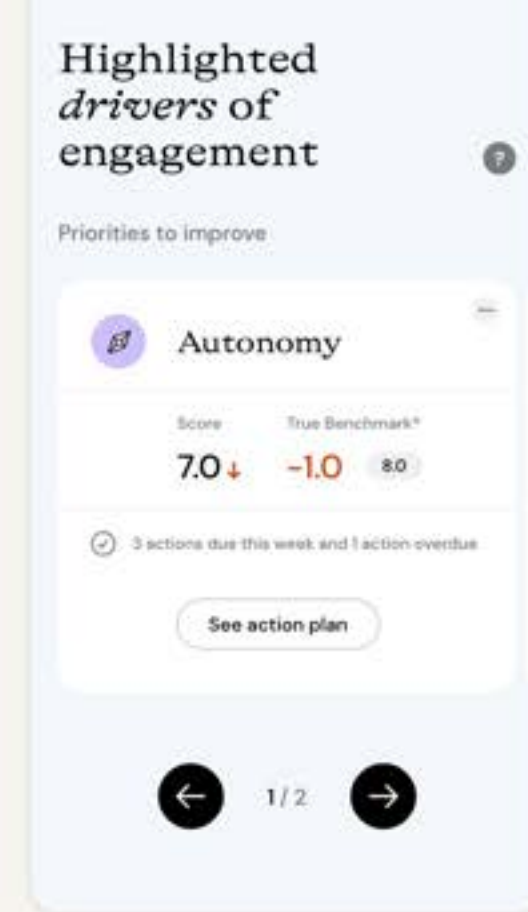 Highlighted
drivers of
engagement
?
Priorities to improve
Autonomy
Score True Benchmark*
7.0↓ -1.0 8.0
3 actions due this week and 1 action overdue
See action plan
← 1/2 →